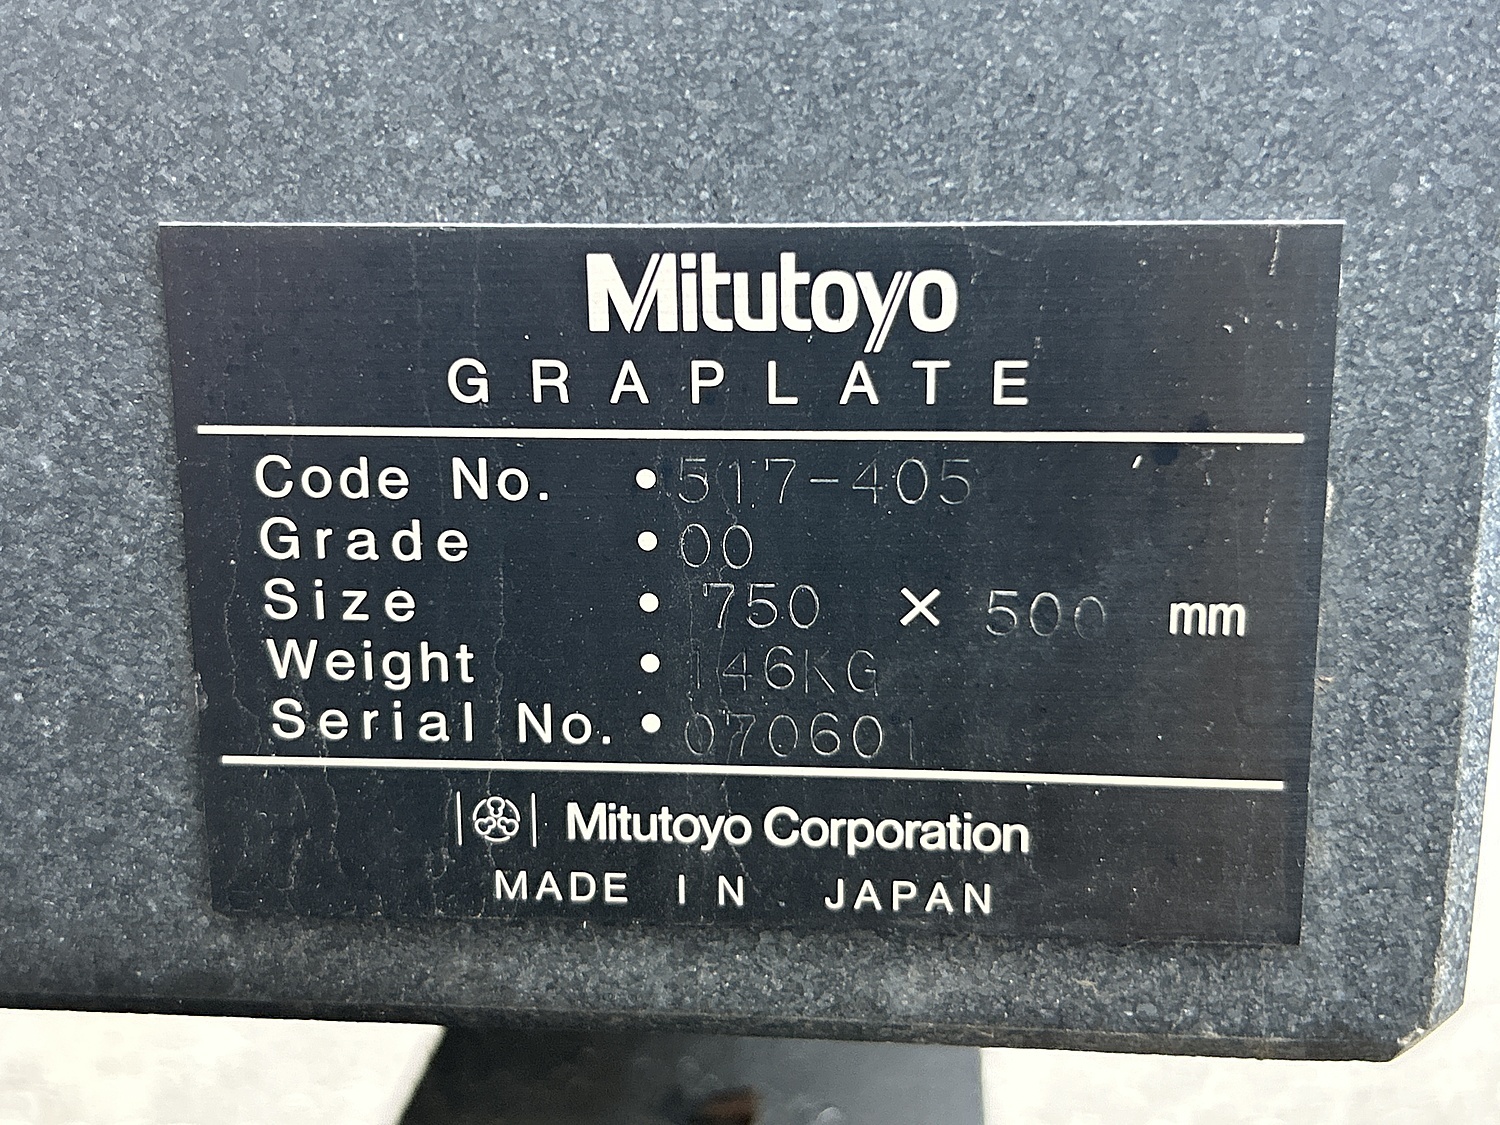 Mitutoyo
GRAPLATE
Code No. • 517-405
Grade • 00
Size • 750 × 500 mm
Weight • 146KG
Serial No. • 070601
Mitutoyo Corporation
MADE IN JAPAN